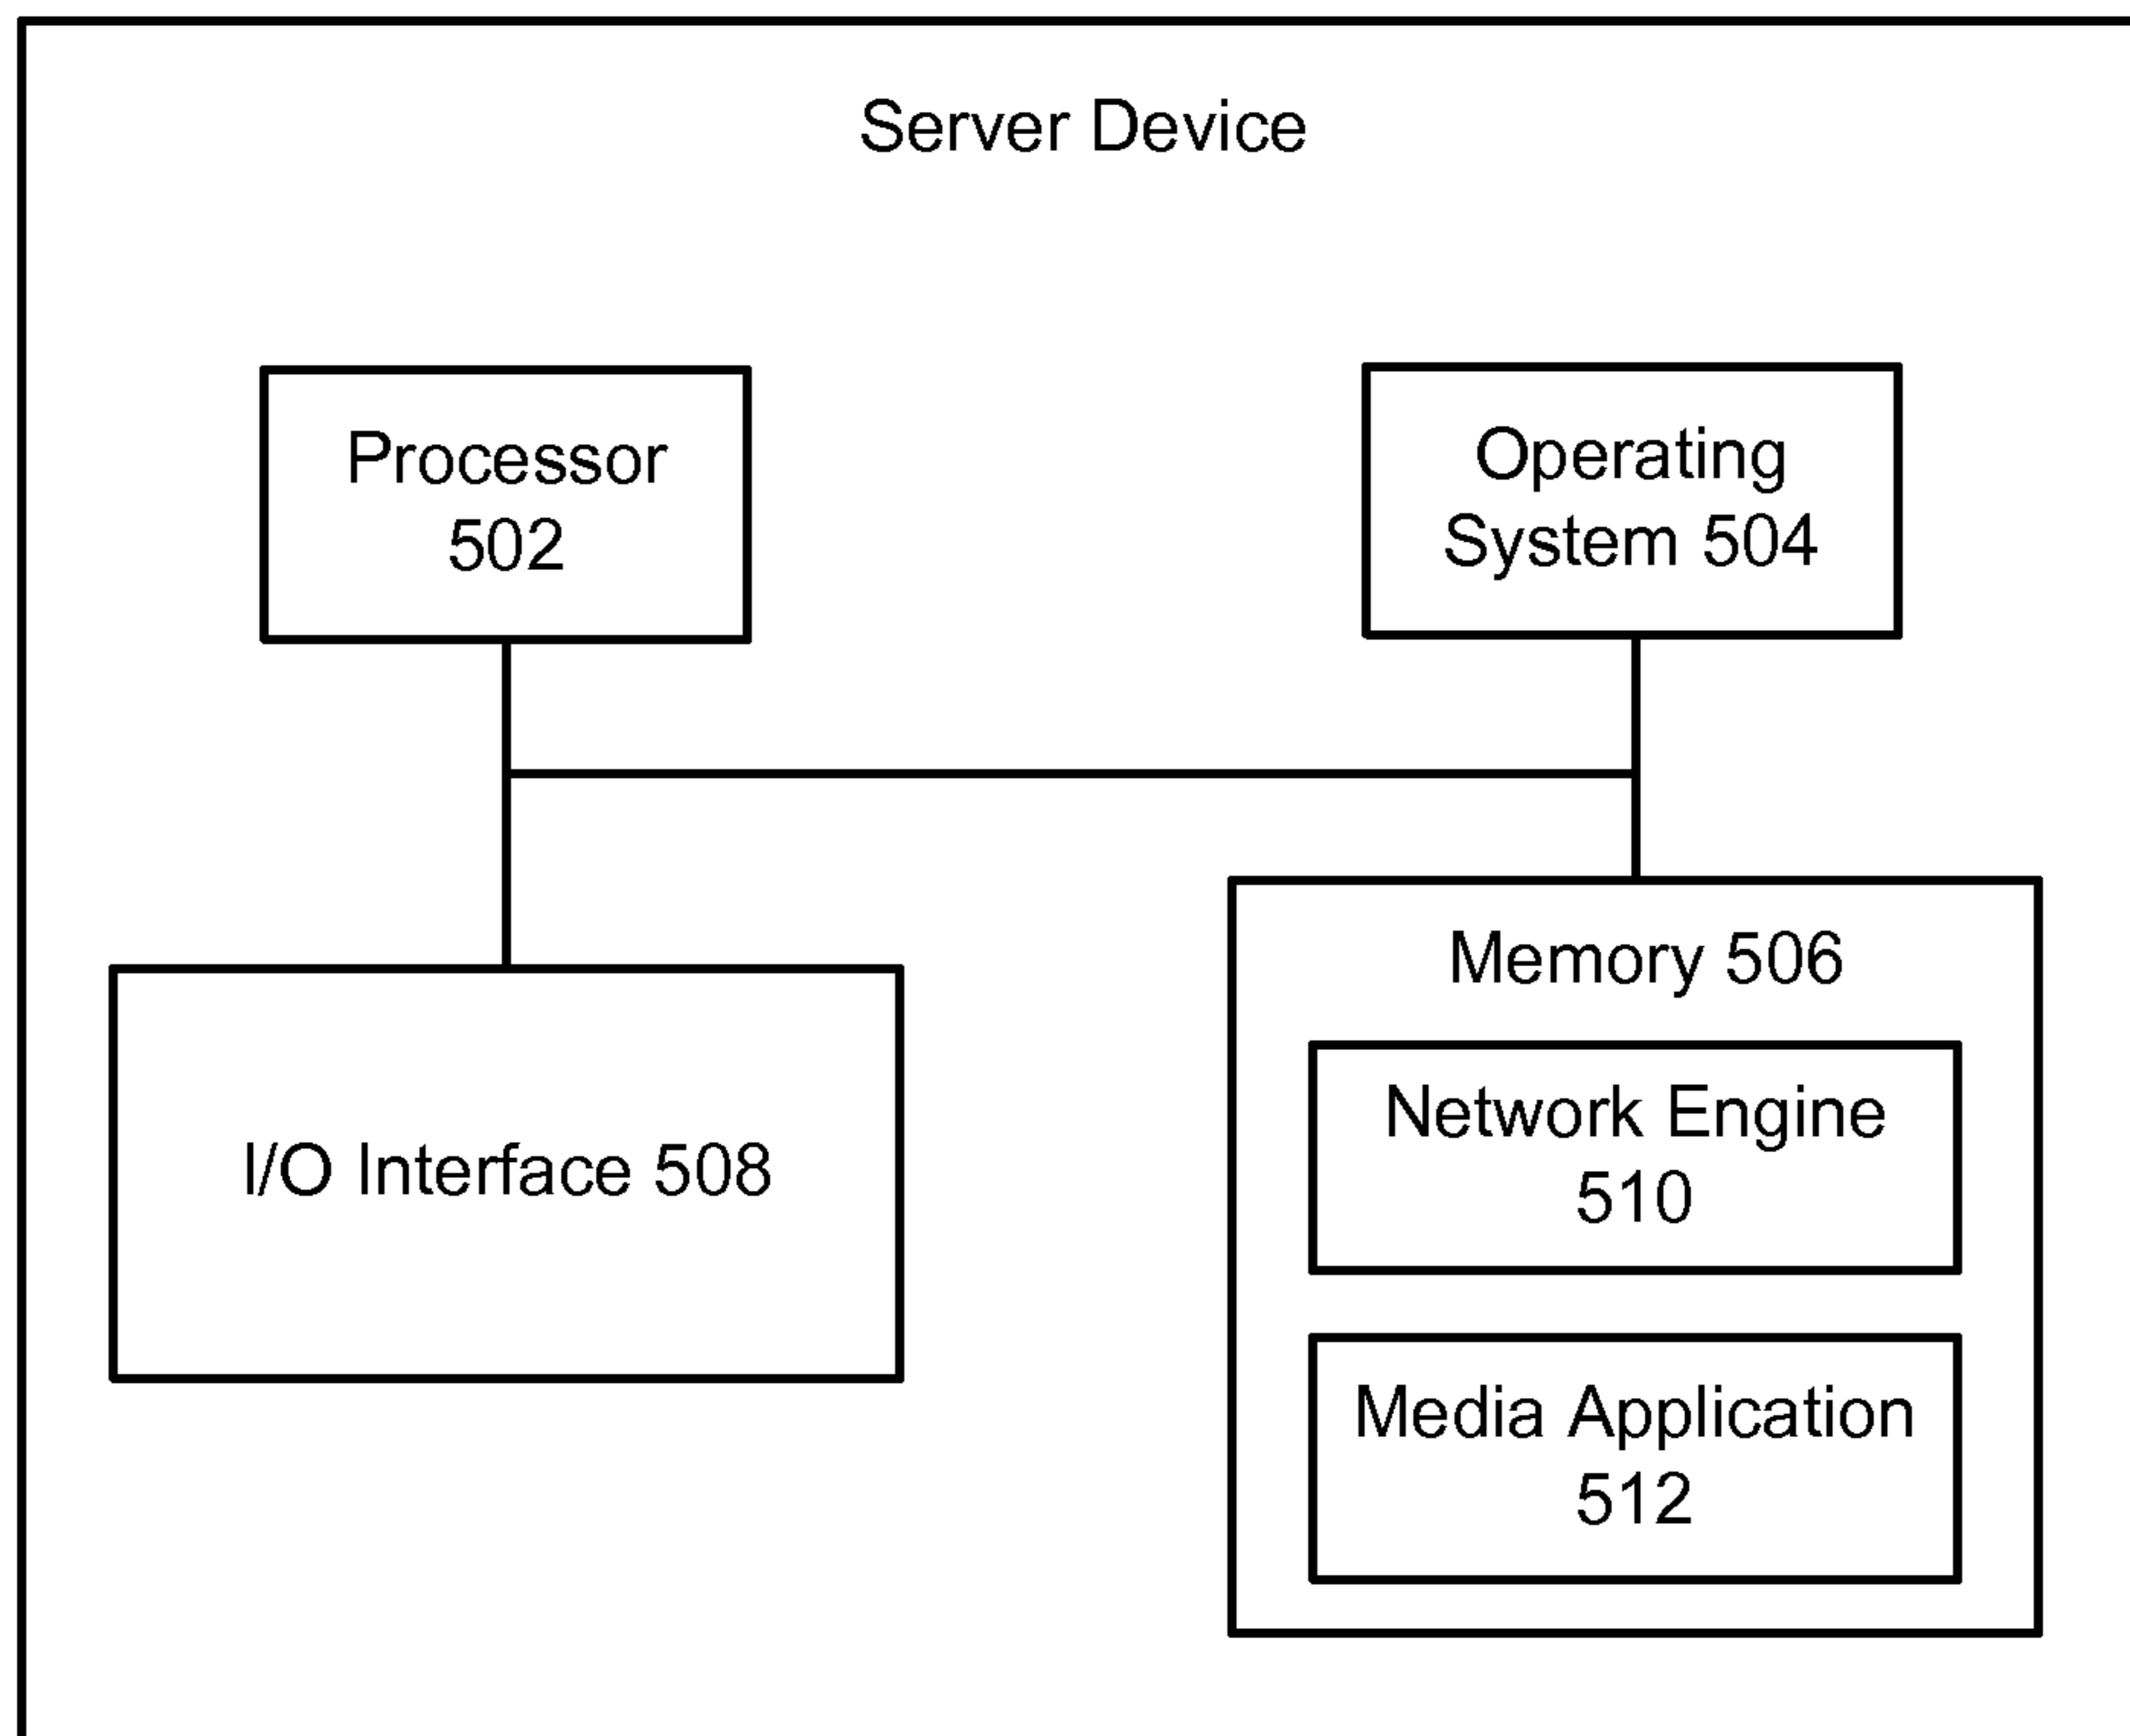 Server Device
Processor
502
Operating
System 504
I/O Interface 508
Memory 506
Network Engine
510
Media Application
512